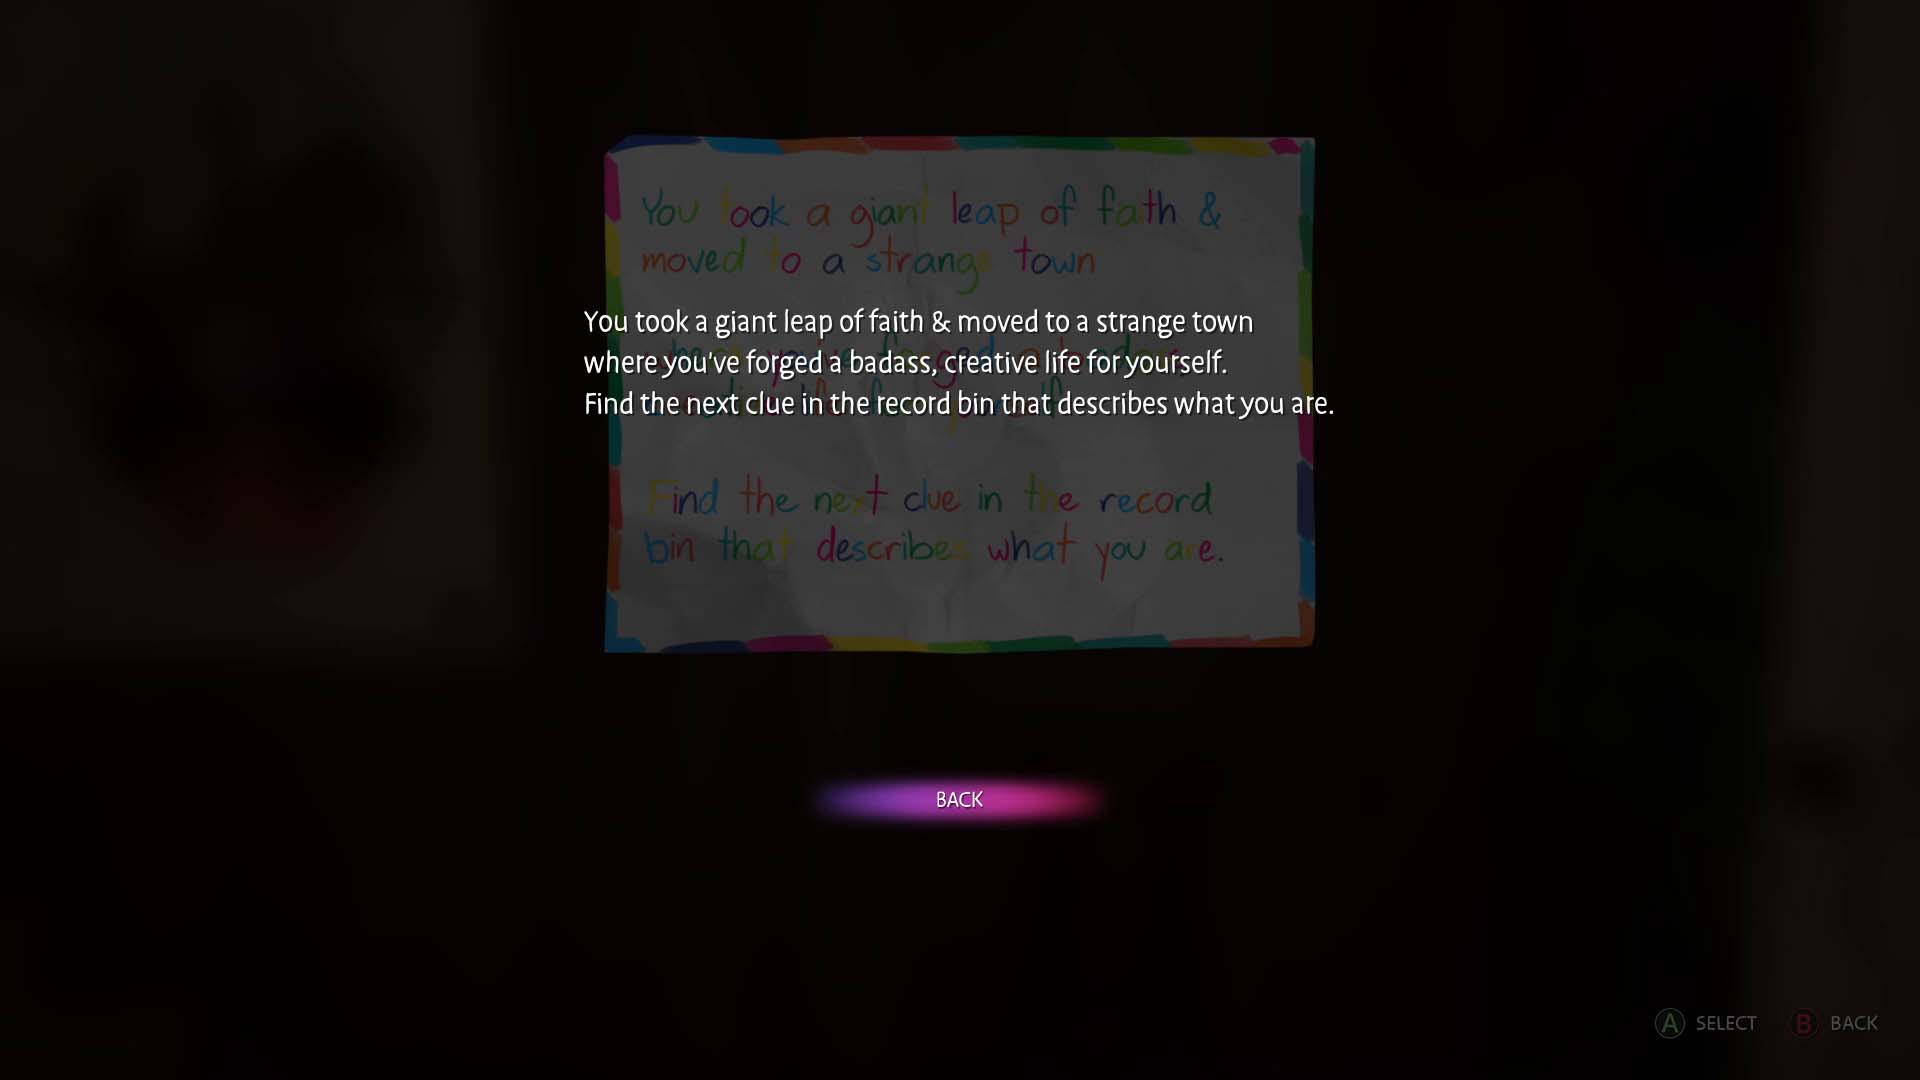 You took a giant leap of faith &
moved to a strange town
You took a giant leap of faith & moved to a strange town
where you've forged a badass, creative life for yourself.
Find the next clue in the record bin that describes what you are.
Find the next clue in the record
bin that describes what you are.
BACK
A SELECT B BACK